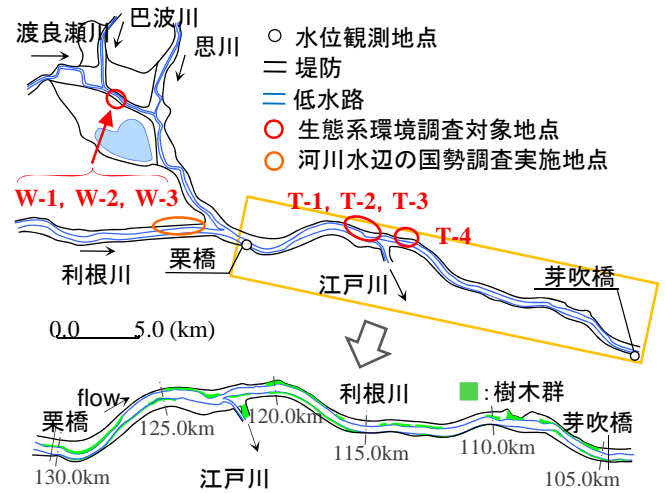 巴波川
渡良瀬川
思川
水位観測地点
堤防
低水路
生態系環境調査対象地点
河川水辺の国勢調査実施地点
W-1, W-2, W-3
T-1, T-2, T-3
T-4
利根川
栗橋
江戸川
芽吹橋
0.0 5.0 (km)
flow
利根川
:樹木群
栗橋
芽吹橋
125.0km
120.0km
115.0km
110.0km
105.0km
130.0km
江戸川